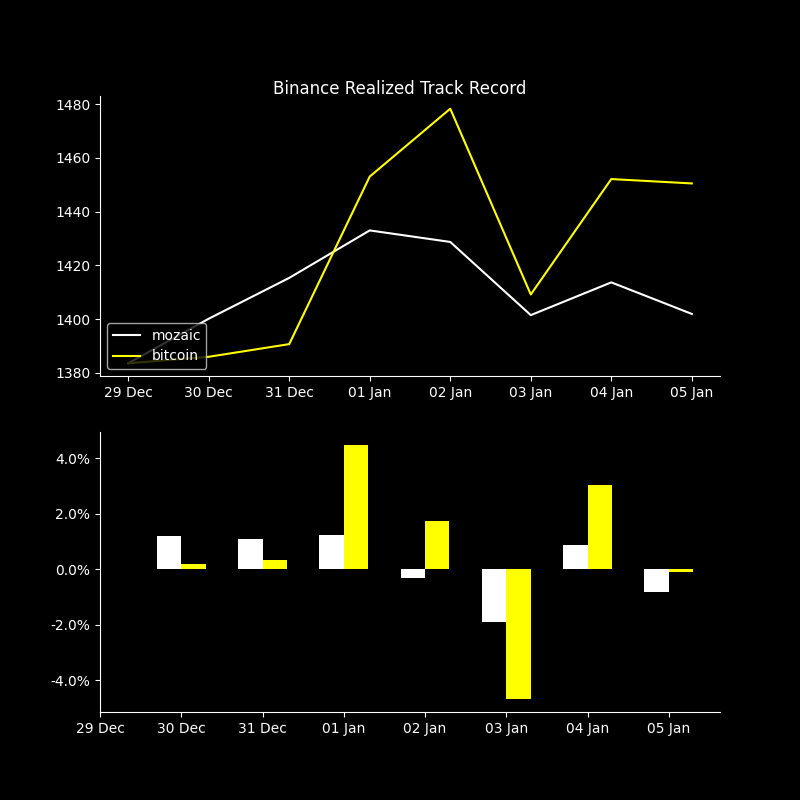 Binance Realized Track Record
1480
1460
1440
1420
1400
1380
mozaic
bitcoin
29 Dec 30 Dec 31 Dec 01 Jan 02 Jan 03 Jan 04 Jan 05 Jan
4.0%
2.0%
0.0%
-2.0%
-4.0%
29 Dec 30 Dec 31 Dec 01 Jan 02 Jan 03 Jan 04 Jan 05 Jan